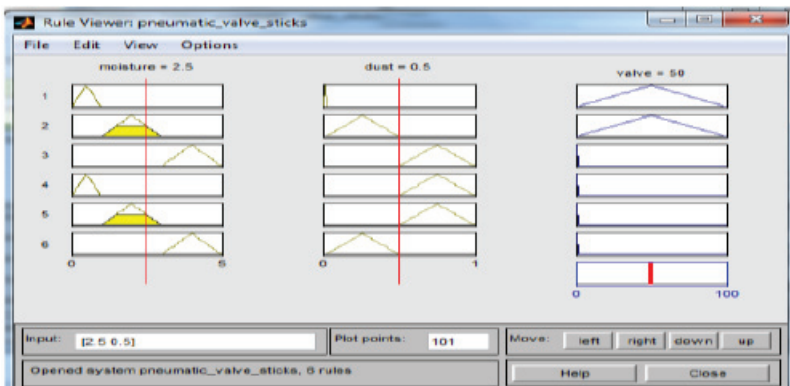 Rule Viewer: pneumatic_valve_sticks
File Edit View Options
moisture = 2.5 dust = 0.5 valve = 50
1
2
3
4
5
6
0 5 0 1
0 100
Input: [2.5 0.5] Plot points: 101 Move: left right down up
Opened system pneumatic_valve_sticks, 6 rules Help Close